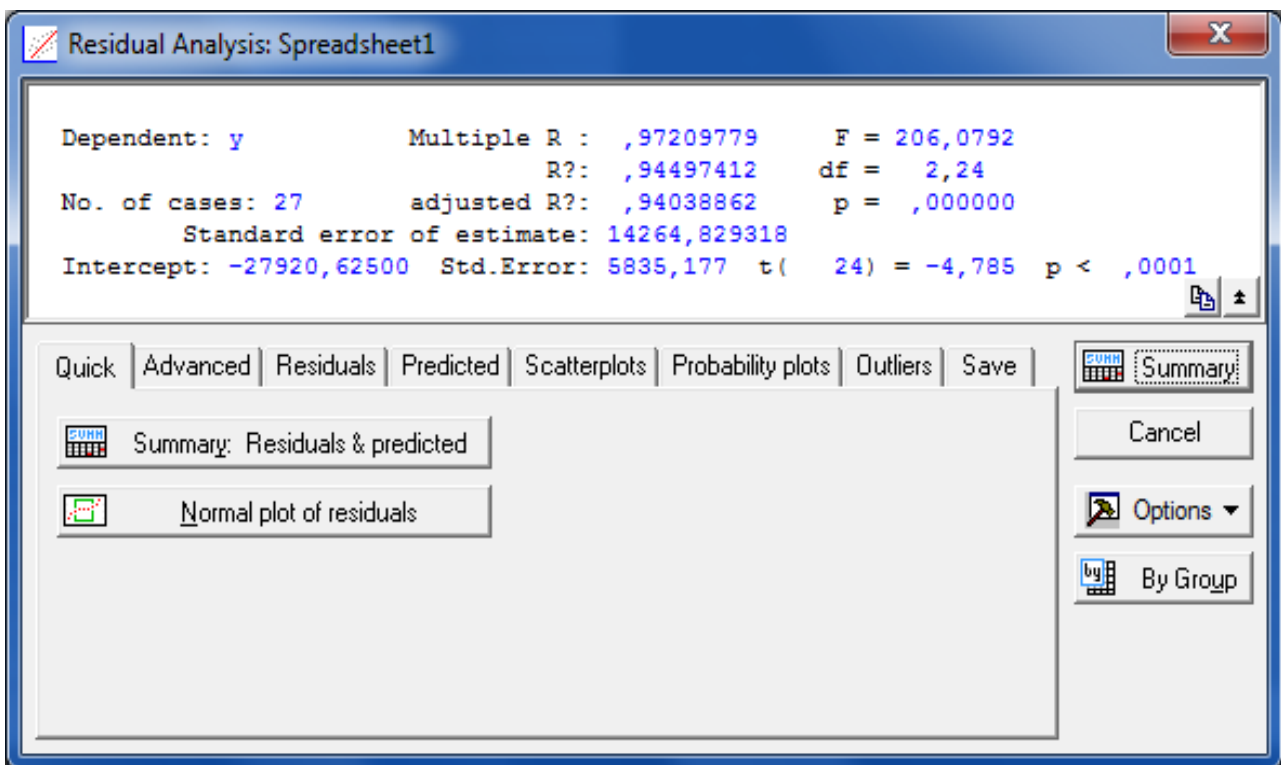 Residual Analysis: Spreadsheet1
Dependent: y Multiple R : ,97209779 F = 206,0792
R?: ,94497412 df = 2,24
No. of cases: 27 adjusted R?: ,94038862 p = ,000000
Standard error of estimate: 14264,829318
Intercept: -27920,62500 Std.Error: 5835,177 t( 24) = -4,785 p < ,0001
Quick Advanced Residuals Predicted Scatterplots Probability plots Outliers Save
SUMM Summary
SUMM Summary: Residuals & predicted
Cancel
Normal plot of residuals
Options
by By Group